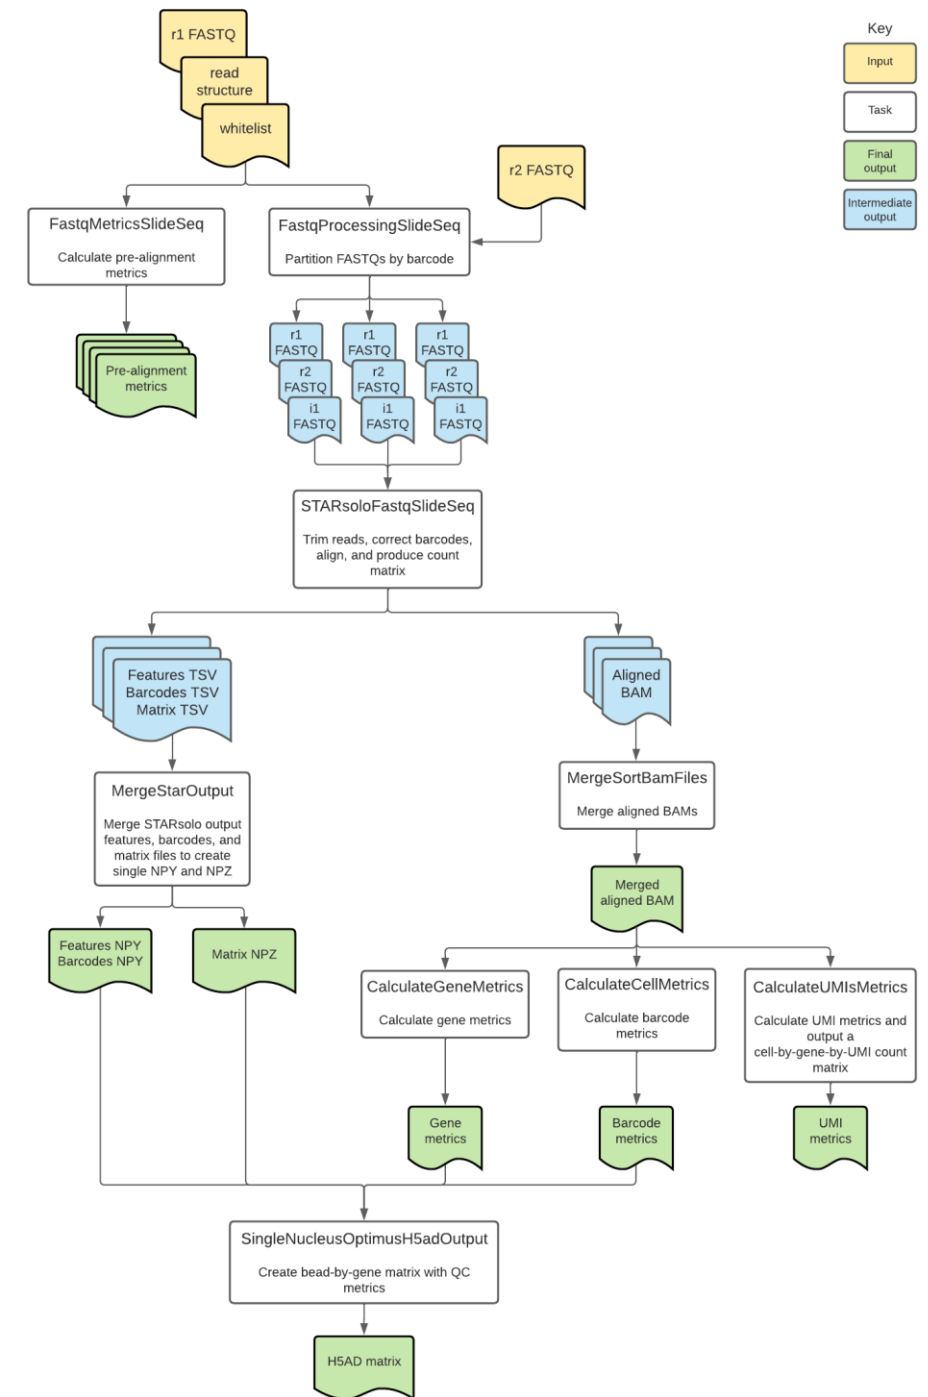 r1 FASTQ
read
structure
whitelist
r2 FASTQ
Key
Input
Task
Final
output
Intermediate
output
FastqMetricsSlideSeq
Calculate pre-alignment
metrics
FastqProcessingSlideSeq
Partition FASTQs by barcode
Pre-alignment
metrics
r1
FASTQ
r2
FASTQ
i1
FASTQ
r1
FASTQ
r2
FASTQ
i1
FASTQ
r1
FASTQ
r2
FASTQ
i1
FASTQ
STARsoloFastqSlideSeq
Trim reads, correct barcodes,
align, and produce count
matrix
Features TSV
Barcodes TSV
Matrix TSV
Aligned
BAM
MergeStarOutput
Merge STARsolo output
features, barcodes, and
matrix files to create
single NPY and NPZ
MergeSortBamFiles
Merge aligned BAMs
Merged
aligned BAM
Features NPY
Barcodes NPY
Matrix NPZ
CalculateGeneMetrics
Calculate gene metrics
CalculateCellMetrics
Calculate barcode
metrics
CalculateUMIsMetrics
Calculate UMI metrics and
output a
cell-by-gene-by-UMI count
matrix
Gene
metrics
Barcode
metrics
UMI
metrics
SingleNucleusOptimusH5adOutput
Create bead-by-gene matrix with QC
metrics
H5AD matrix